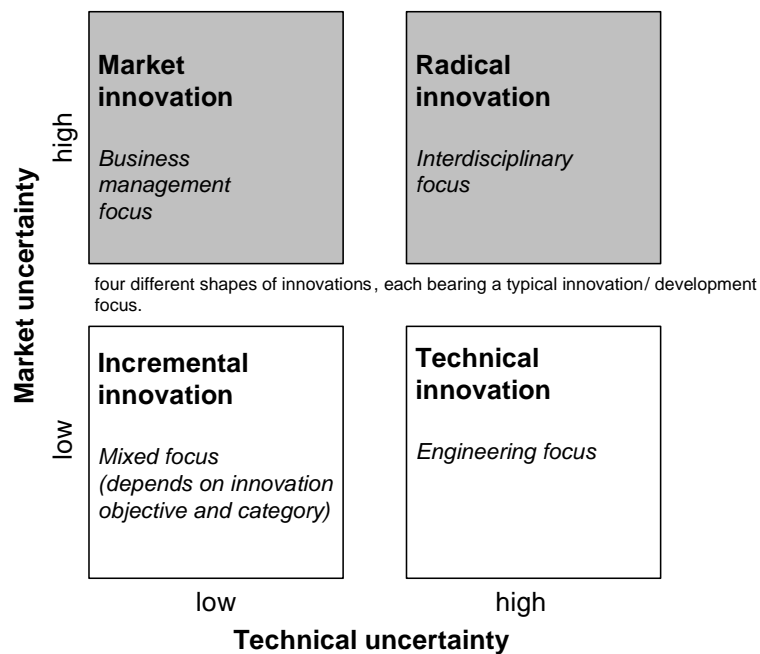 Market uncertainty
high
Market
innovation
Business
management
focus
Radical
innovation
Interdisciplinary
focus
four different shapes of innovations, each bearing a typical innovation/ development
focus.
low
Incremental
innovation
Mixed focus
(depends on innovation
objective and category)
Technical
innovation
Engineering focus
low
high
Technical uncertainty